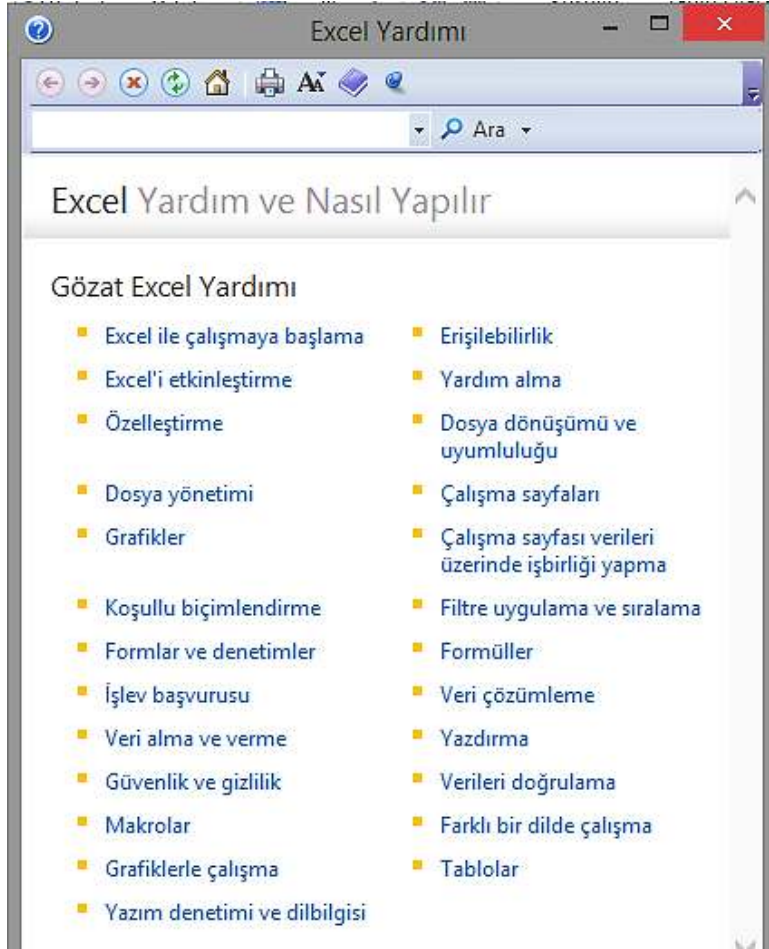 Excel Yardımı
Ara
Excel Yardım ve Nasıl Yapılır
Gözat Excel Yardımı
Excel ile çalışmaya başlama
Erişilebilirlik
Excel'i etkinleştirme
Yardım alma
Özelleştirme
Dosya dönüşümü ve
uyumluluğu
Dosya yönetimi
Çalışma sayfaları
Grafikler
Çalışma sayfası verileri
üzerinde işbirliği yapma
Koşullu biçimlendirme
Filtre uygulama ve sıralama
Formlar ve denetimler
Formüller
İşlev başvurusu
Veri çözümleme
Veri alma ve verme
Yazdırma
Güvenlik ve gizlilik
Verileri doğrulama
Makrolar
Farklı bir dilde çalışma
Grafiklerle çalışma
Tablolar
Yazım denetimi ve dilbilgisi